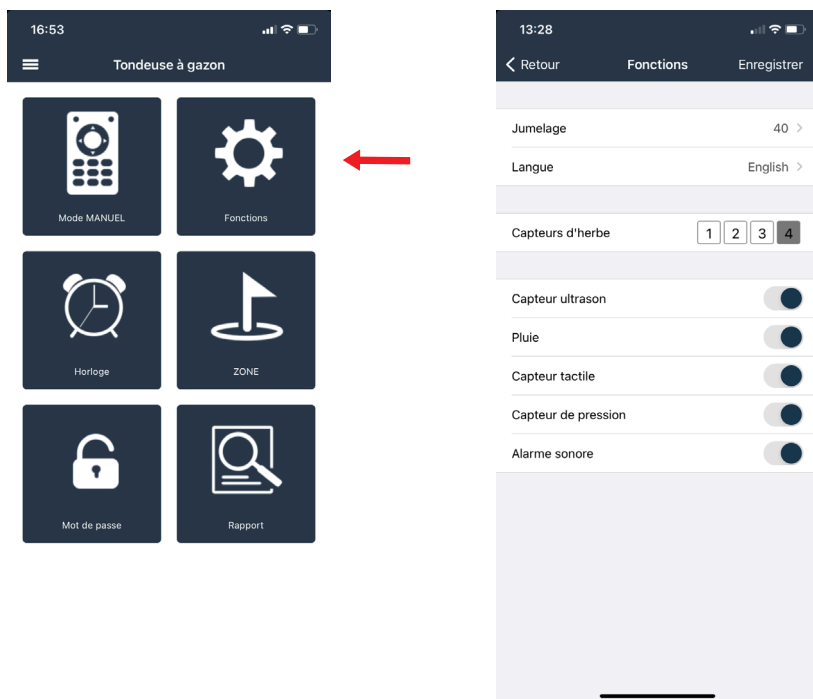 16:53
Tondeuse à gazon
Mode MANUEL
Fonctions
Horloge
ZONE
Mot de passe
Rapport
13:28
Retour
Fonctions
Enregistrer
Jumelage
40
Langue
English
Capteurs d'herbe
1 2 3 4
Capteur ultrason
Pluie
Capteur tactile
Capteur de pression
Alarme sonore